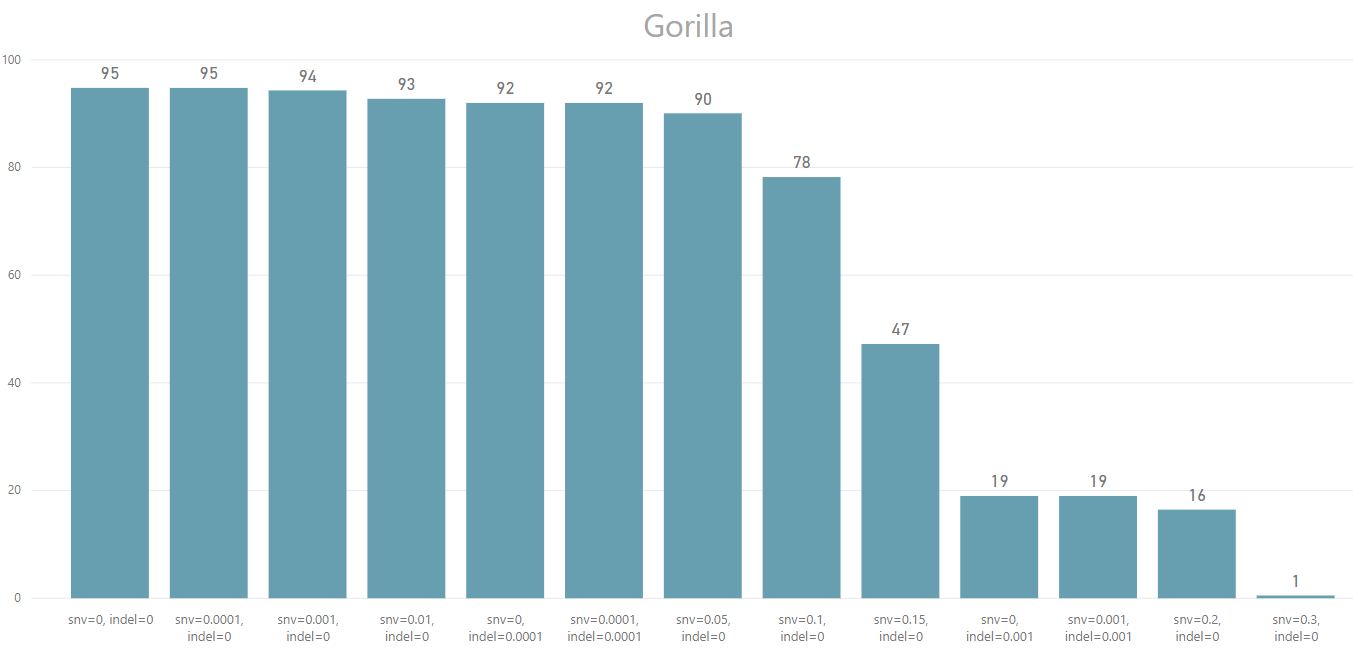 Gorilla
100
80
60
40
20
0
95
95
94
93
92
92
90
78
47
19
19
16
1
snv=0, indel=0
snv=0.0001,
indel=0
snv=0.001,
indel=0
snv=0.01,
indel=0
snv=0,
indel=0.0001
snv=0.0001,
indel=0.0001
snv=0.05,
indel=0
snv=0.1,
indel=0
snv=0.15,
indel=0
snv=0,
indel=0.001
snv=0.001,
indel=0.001
snv=0.2,
indel=0
snv=0.3,
indel=0